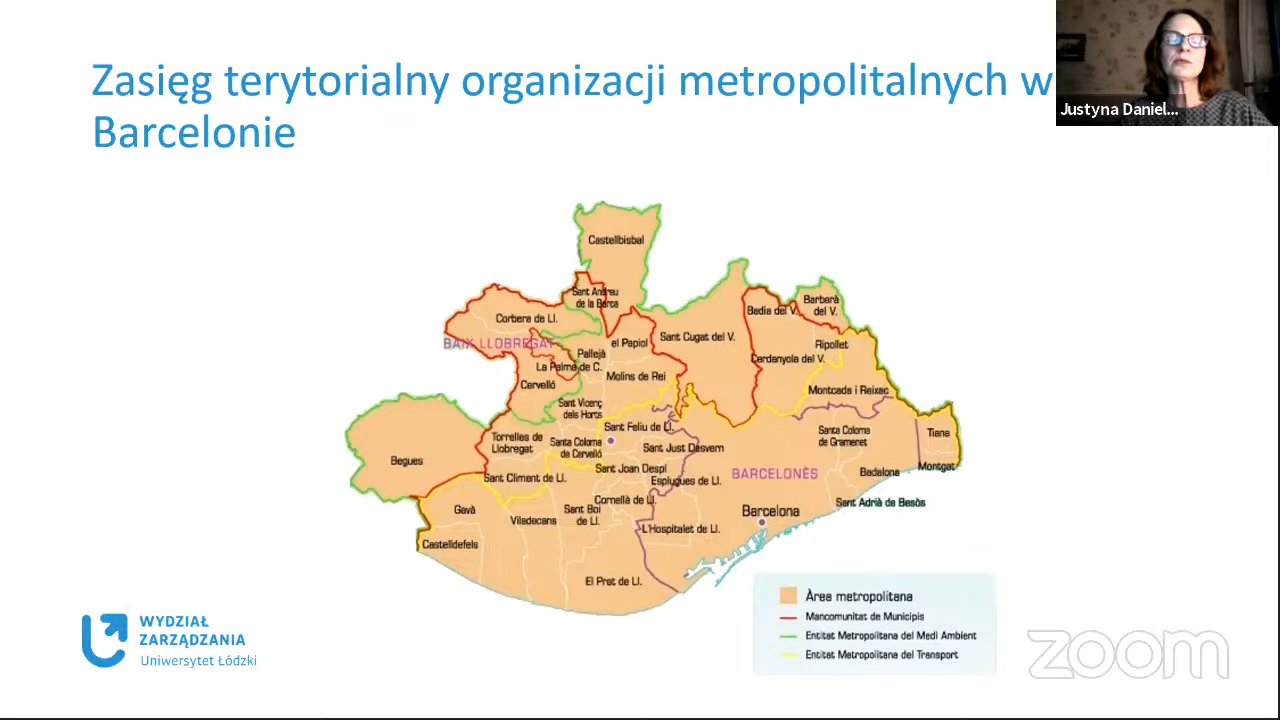 Zasięg terytorialny organizacji metropolitalnych w
Barcelonie
Justyna Daniel...
Castellbisbal
Sant Andreu
de la Barca
Corbera de Ll.
BAIX LLOBREGAT
el Papiol
Sant Cugat del V.
Badia del V.
Barberà
del V.
Ripollet
Cerdanyola del V.
Pallejà
La Palma de C.
Molins de Rei
Cervelló
Montcada i Reixac
Sant Vicenç
dels Horts
Sant Feliu de Ll.
Torrelles de
Llobregat
Santa Coloma
de Cervelló
Sant Just Desvern
Santa Coloma
de Gramenet
Tiana
Begues
Sant Climent de Ll.
Sant Joan Despí
Esplugues de Ll.
BARCELONÈS
Badalona
Montgat
Gavà
Viladecans
Sant Boi
de Ll.
Cornellà de Ll.
L'Hospitalet de Ll.
Barcelona
Sant Adrià de Besòs
Castelldefels
El Prat de Ll.
Àrea metropolitana
Mancomunitat de Municipis
Entitat Metropolitana del Medi Ambient
Entitat Metropolitana del Transport
WYDZIAŁ
ZARZĄDZANIA
Uniwersytet Łódzki
zoom